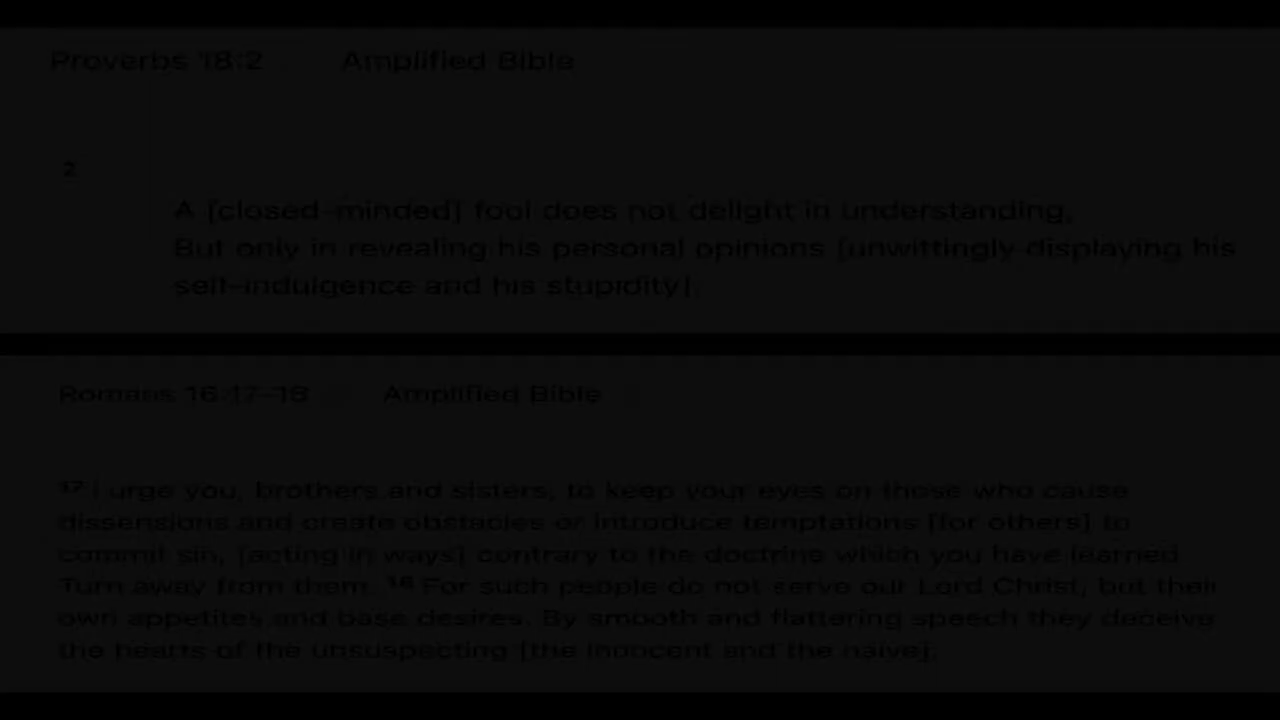 Proverbs 18:2 Amplified Bible
2
A [closed-minded] fool does not delight in understanding,
But only in revealing his personal opinions [unwittingly displaying his
self-indulgence and his stupidity].
Romans 16:17-18 Amplified Bible
17 I urge you, brothers and sisters, to keep your eyes on those who cause
dissensions and create obstacles or introduce temptations [for others] to
commit sin, [acting in ways] contrary to the doctrine which you have learned.
Turn away from them. 18 For such people do not serve our Lord Christ, but their
own appetites and base desires. By smooth and flattering speech they deceive
the hearts of the unsuspecting [the innocent and the naive].